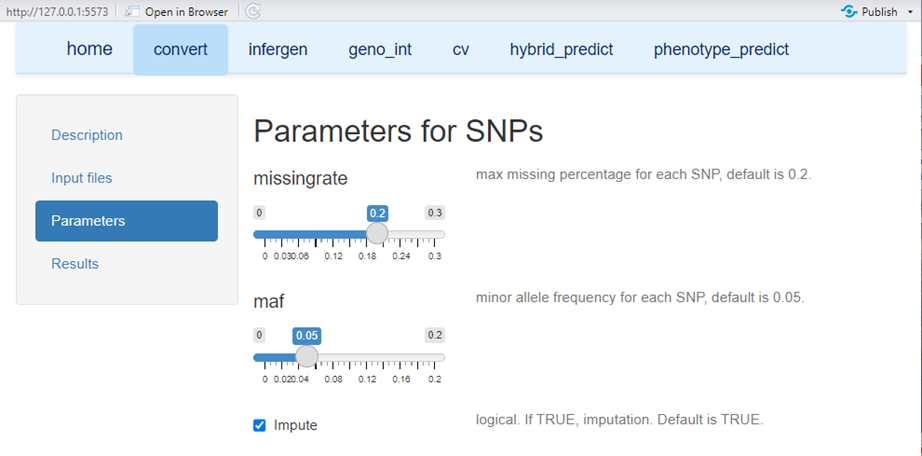 http://127.0.0.1:5573 Open in Browser Publish
home convert infergen geno_int cv hybrid_predict phenotype_predict
Description
Input files
Parameters
Results
Parameters for SNPs
missingrate
max missing percentage for each SNP, default is 0.2.
0 0.2 0.3
0 0.030.06 0.12 0.18 0.24 0.3
maf
minor allele frequency for each SNP, default is 0.05.
0 0.05 0.2
0 0.020.04 0.08 0.12 0.16 0.2
Impute
logical. If TRUE, imputation. Default is TRUE.